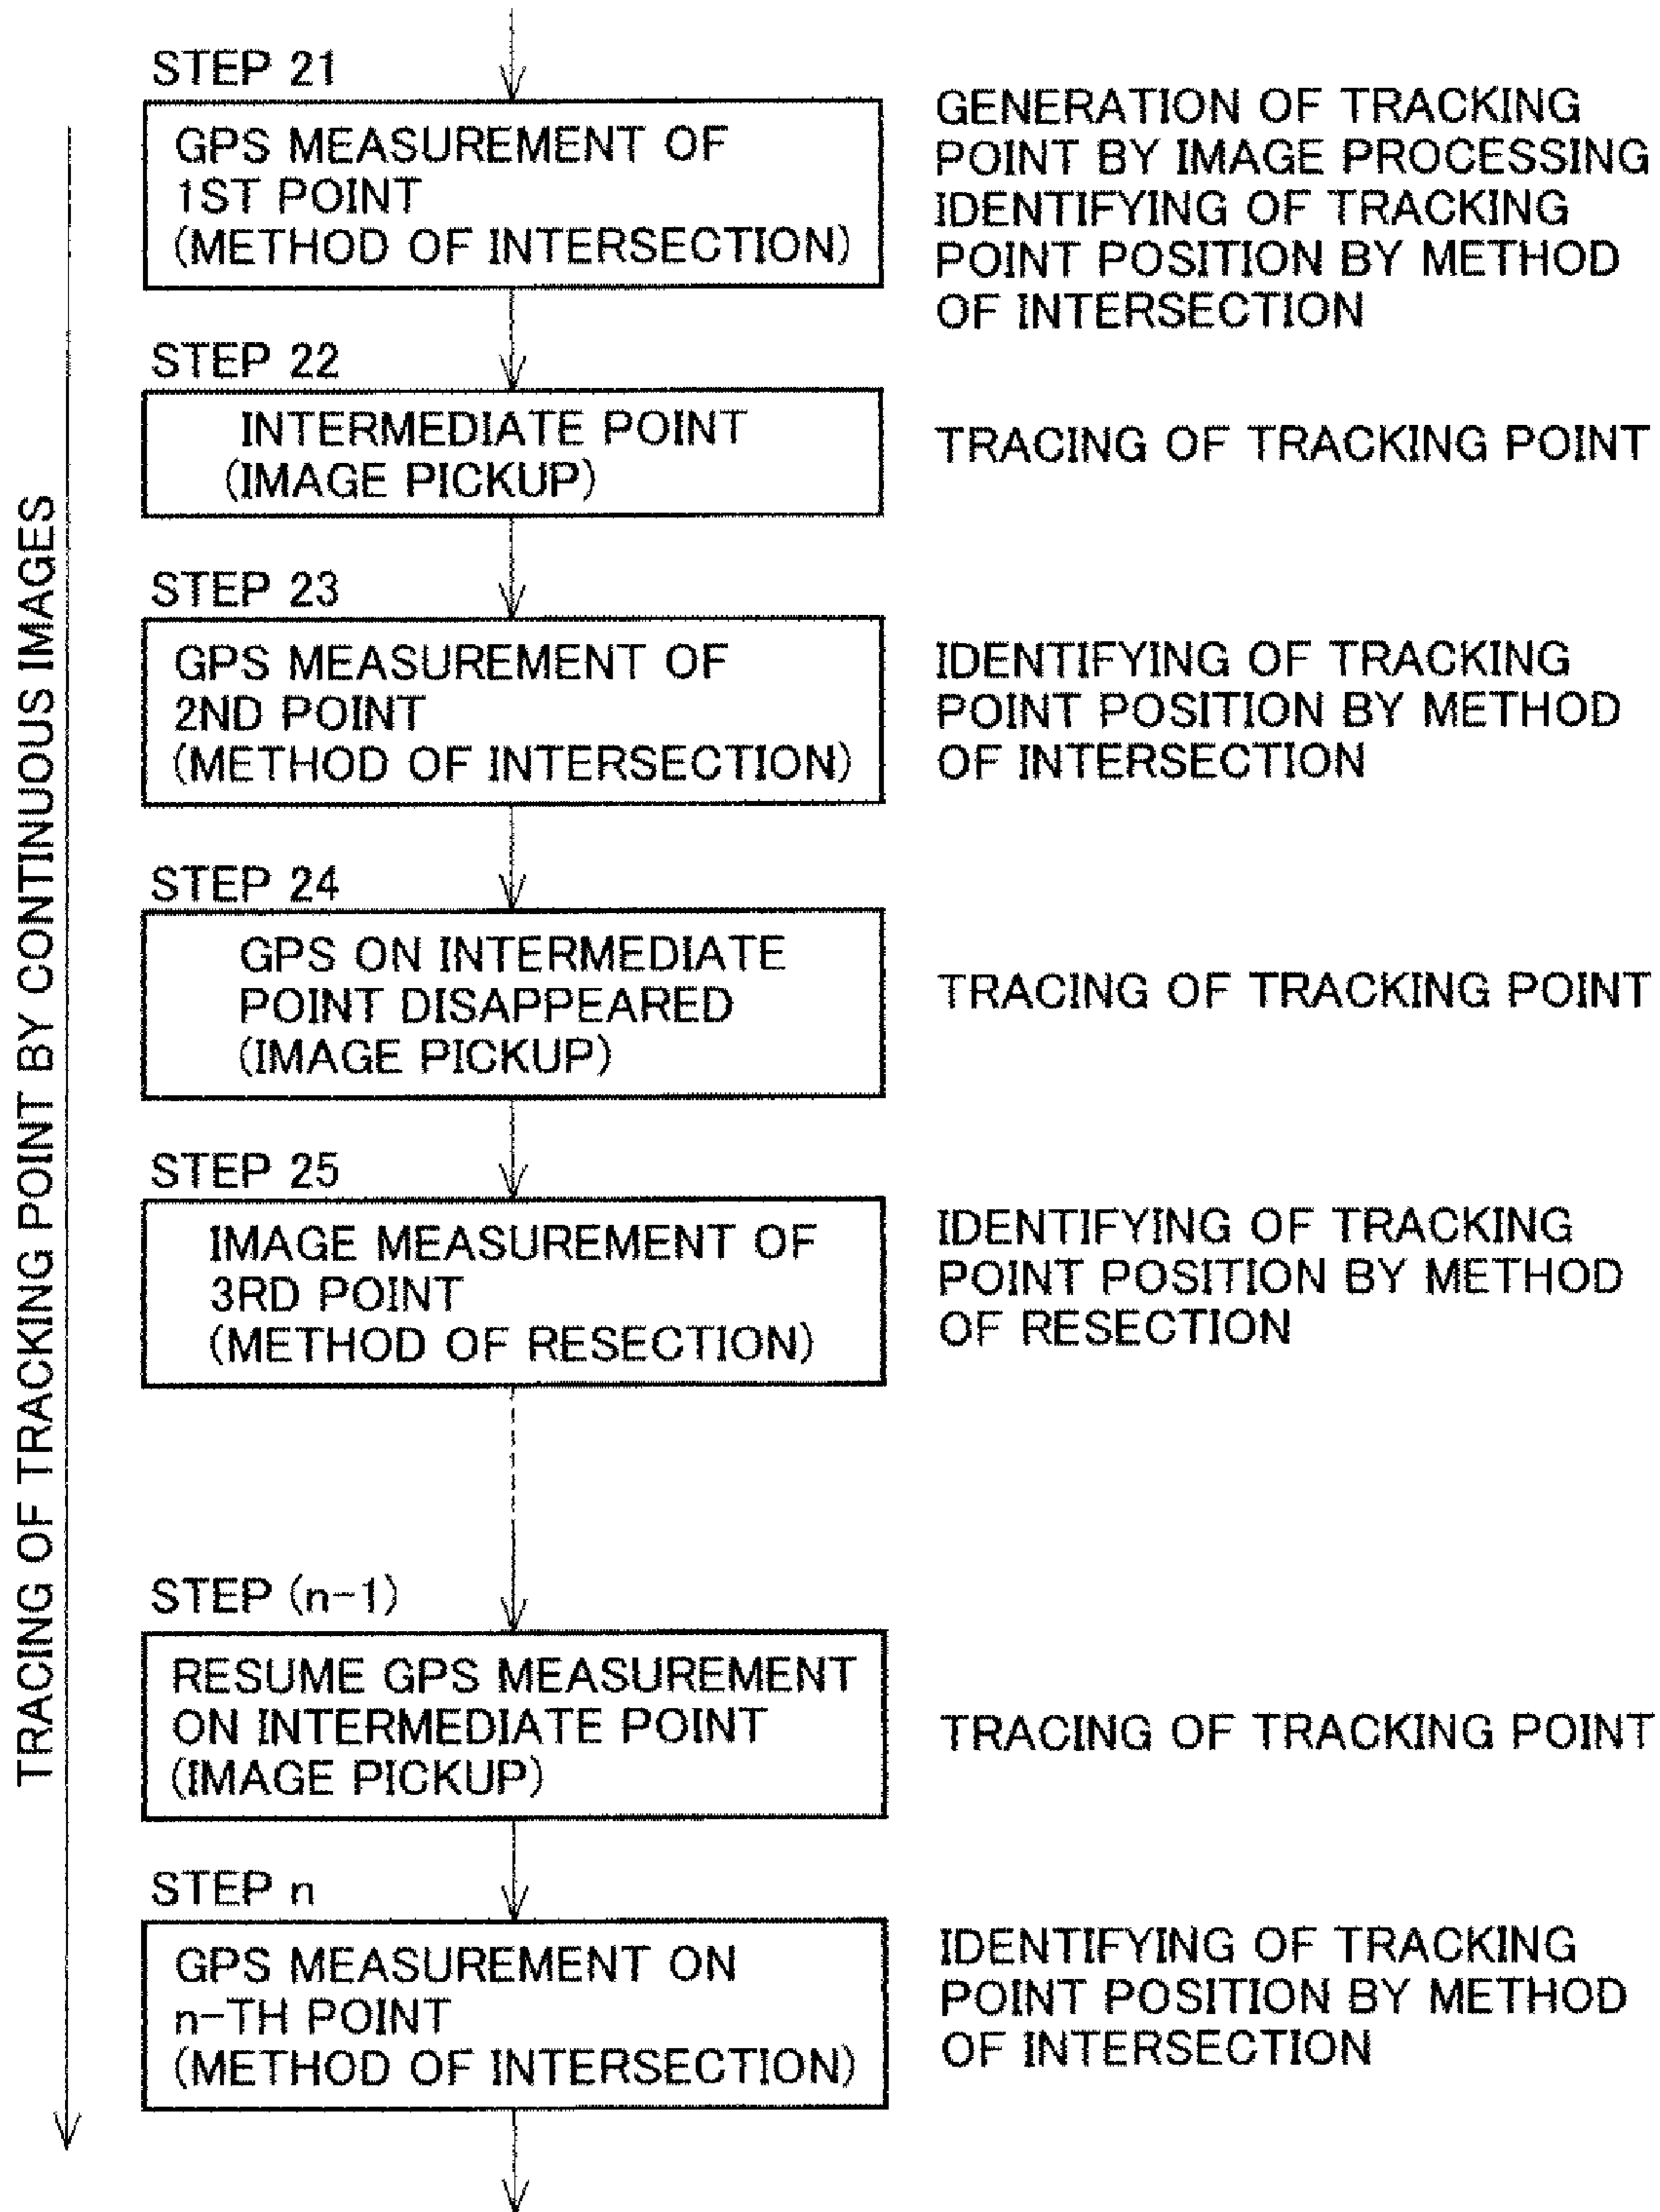 TRACING OF TRACKING POINT BY CONTINUOUS IMAGES
STEP 21
GPS MEASUREMENT OF
1ST POINT
(METHOD OF INTERSECTION)
GENERATION OF TRACKING
POINT BY IMAGE PROCESSING
IDENTIFYING OF TRACKING
POINT POSITION BY METHOD
OF INTERSECTION
STEP 22
INTERMEDIATE POINT
(IMAGE PICKUP)
TRACING OF TRACKING POINT
STEP 23
GPS MEASUREMENT OF
2ND POINT
(METHOD OF INTERSECTION)
IDENTIFYING OF TRACKING
POINT POSITION BY METHOD
OF INTERSECTION
STEP 24
GPS ON INTERMEDIATE
POINT DISAPPEARED
(IMAGE PICKUP)
TRACING OF TRACKING POINT
STEP 25
IMAGE MEASUREMENT OF
3RD POINT
(METHOD OF RESECTION)
IDENTIFYING OF TRACKING
POINT POSITION BY METHOD
OF RESECTION
STEP (n-1)
RESUME GPS MEASUREMENT
ON INTERMEDIATE POINT
(IMAGE PICKUP)
TRACING OF TRACKING POINT
STEP n
GPS MEASUREMENT ON
n-TH POINT
(METHOD OF INTERSECTION)
IDENTIFYING OF TRACKING
POINT POSITION BY METHOD
OF INTERSECTION